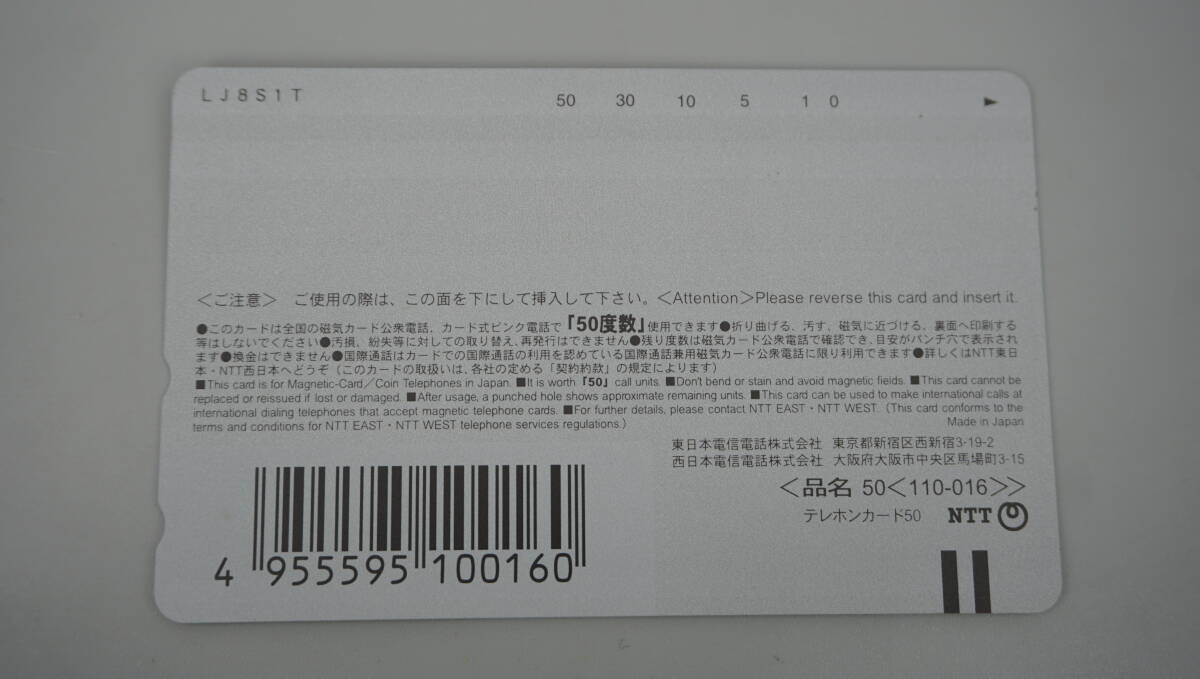 LJ8S1T
50 30 10 5 1 0
＜ご注意＞ ご使用の際は、この面を下にして挿入して下さい。＜Attention＞Please reverse this card and insert it.
●このカードは全国の磁気カード公衆電話、カード式ピンク電話で「50度数」使用できます●折り曲げる、汚す、磁気に近づける、裏面へ印刷する
等はしないでください●汚損、紛失等に対しての取り替え、再発行はできません●残り度数は磁気カード公衆電話で確認でき、目安がパンチ穴で表示され
ます●換金はできません●国際通話はカードでの国際通話の利用を認めている国際通話兼用磁気カード公衆電話に限り利用できます●詳しくはNTT東日
本・NTT西日本へどうぞ（このカードの取扱いは、各社の定める「契約約款」の規定によります）
■This card is for Magnetic-Card／Coin Telephones in Japan. ■It is worth「50」call units. ■Don't bend or stain and avoid magnetic fields. ■This card cannot be
replaced or reissued if lost or damaged. ■After usage, a punched hole shows approximate remaining units. ■This card can be used to make international calls at
international dialing telephones that accept magnetic telephone cards. ■For further details, please contact NTT EAST・NTT WEST. (This card conforms to the
terms and conditions for NTT EAST・NTT WEST telephone services regulations.)
Made in Japan
東日本電信電話株式会社 東京都新宿区西新宿3-19-2
西日本電信電話株式会社 大阪府大阪市中央区馬場町3-15
＜品名 50＜110-016＞＞
テレホンカード50 NTT
4 955595 100160